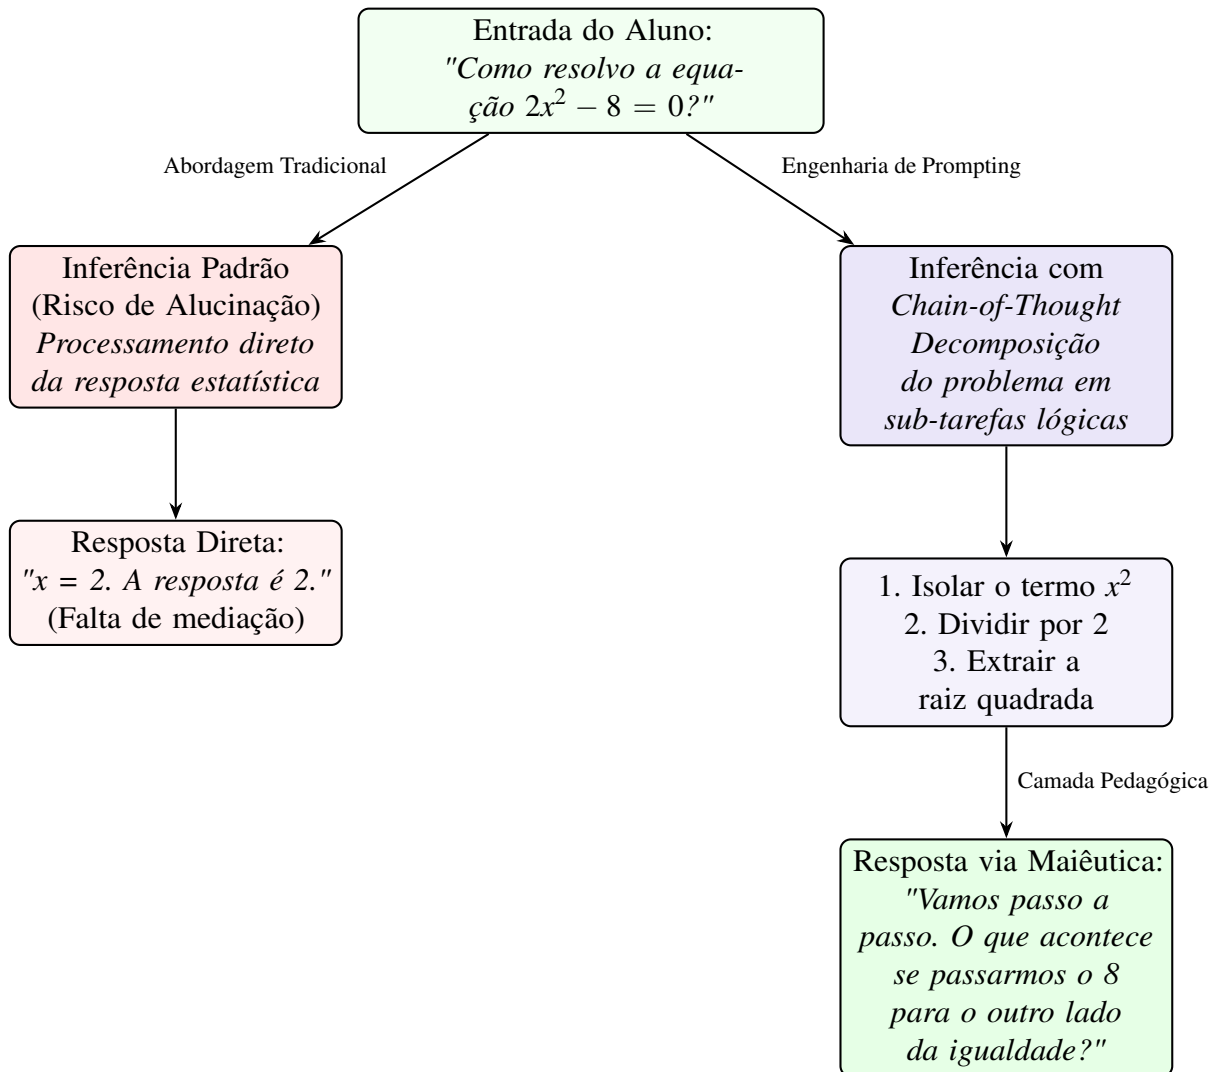 Entrada do Aluno:
"Como resolvo a equa-
ção 2x² − 8 = 0?"
Abordagem Tradicional
Engenharia de Prompting
Inferência Padrão
(Risco de Alucinação)
Processamento direto
da resposta estatística
Inferência com
Chain-of-Thought
Decomposição
do problema em
sub-tarefas lógicas
Resposta Direta:
"x = 2. A resposta é 2."
(Falta de mediação)
1. Isolar o termo x²
2. Dividir por 2
3. Extrair a
raiz quadrada
Camada Pedagógica
Resposta via Maiêutica:
"Vamos passo a
passo. O que acontece
se passarmos o 8
para o outro lado
da igualdade?"